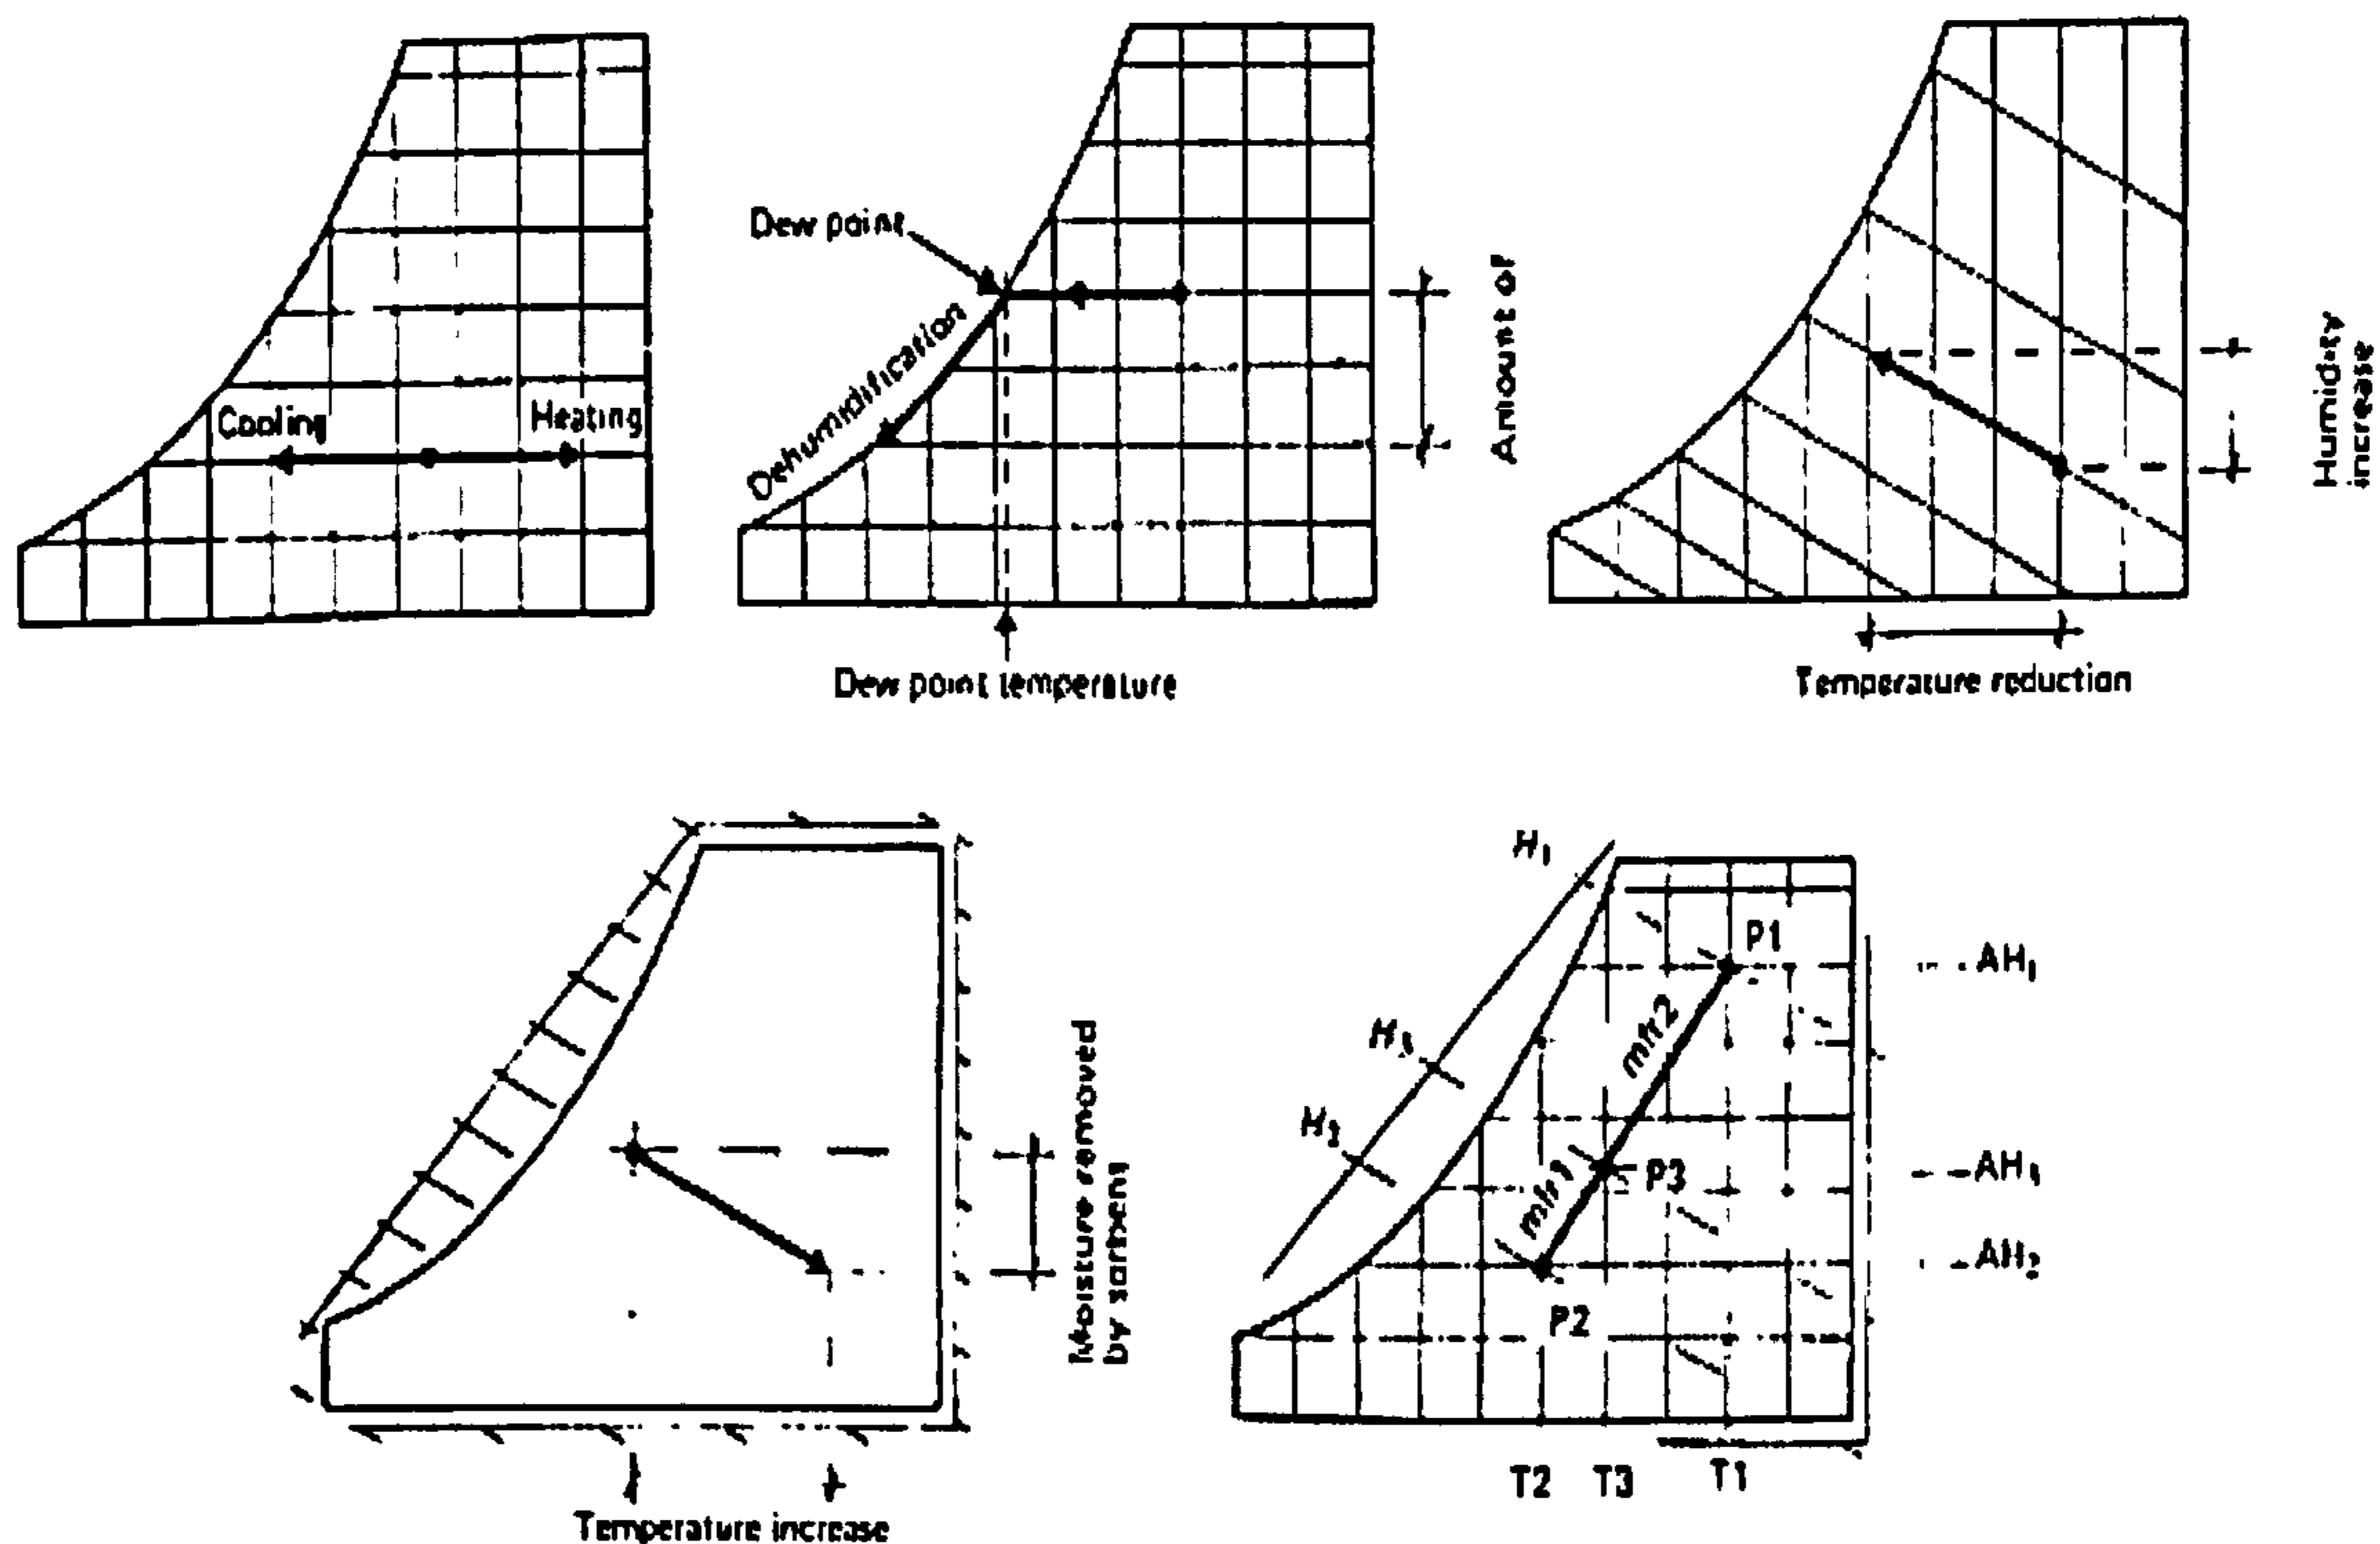 Cooling
Heating
Dew point
Dehumidification
Amount of
Dew point temperature
Humidity
increase
Temperature reduction
Moisture removed
by sorbent
Temperature increase
H1
H3
H2
P1
mfr2
P3
mfr1
P2
AH1
AH2
T2 T3 T1